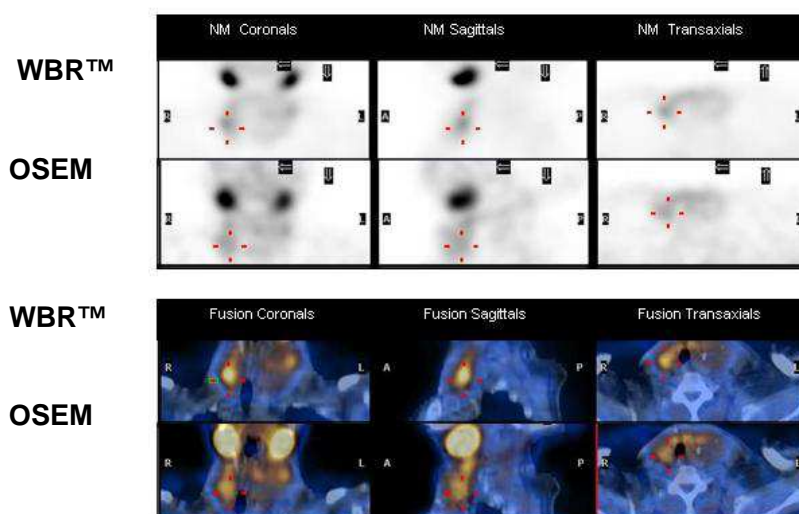 NM Coronals NM Sagittals NM Transaxials
WBR™
R L A P R L
OSEM
R L A P R L
Fusion Coronals Fusion Sagittals Fusion Transaxials
WBR™
R L A P R L
OSEM
R L A P R L